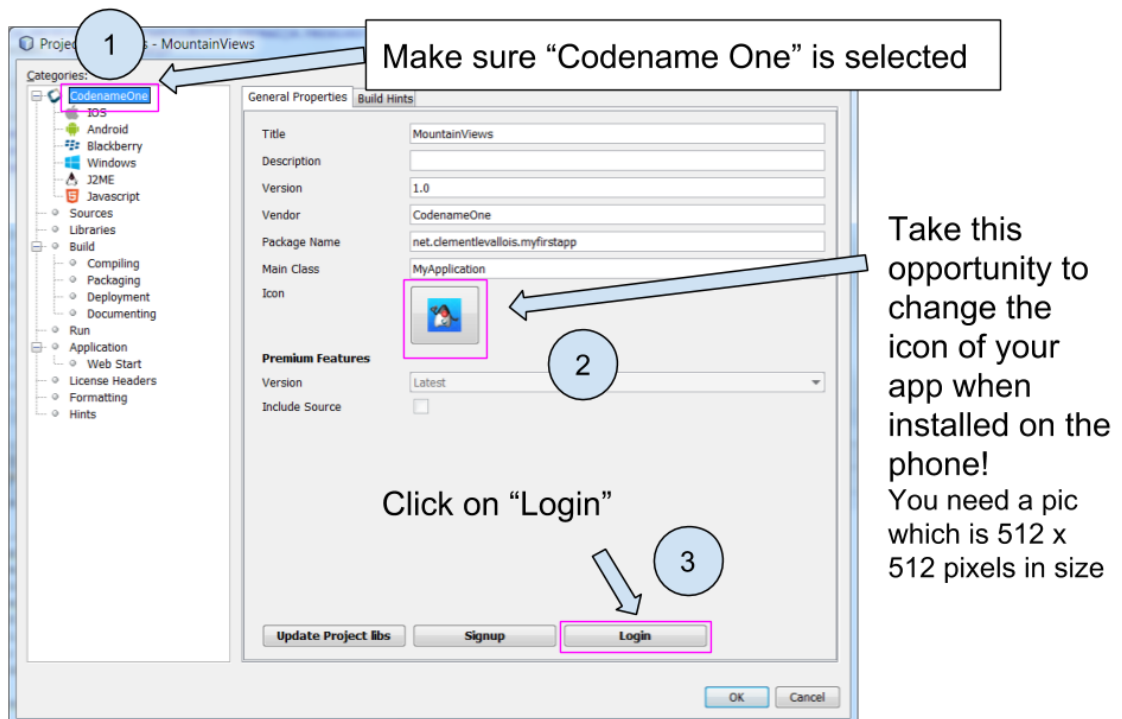 1
Projec s - MountainViews
Make sure “Codename One” is selected
Categories:
CodenameOne
IOS
Android
Blackberry
Windows
J2ME
Javascript
Sources
Libraries
Build
Compiling
Packaging
Deployment
Documenting
Run
Application
Web Start
License Headers
Formatting
Hints
General Properties Build Hints
Title MountainViews
Description
Version 1.0
Vendor CodenameOne
Package Name net.clementlevallois.myfirstapp
Main Class MyApplication
Icon
2
Premium Features
Version Latest
Include Source
Click on “Login”
3
Update Project libs Signup Login
OK Cancel
Take this
opportunity to
change the
icon of your
app when
installed on the
phone!
You need a pic
which is 512 x
512 pixels in size